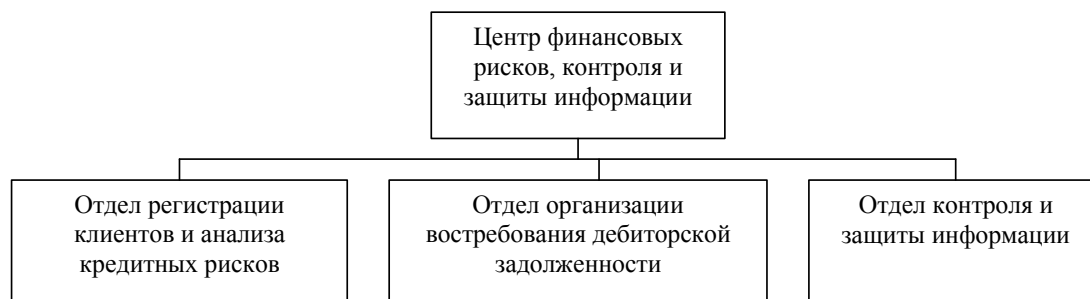 Центр финансовых
рисков, контроля и
защиты информации
Отдел регистрации
клиентов и анализа
кредитных рисков
Отдел организации
востребования дебиторской
задолженности
Отдел контроля и
защиты информации